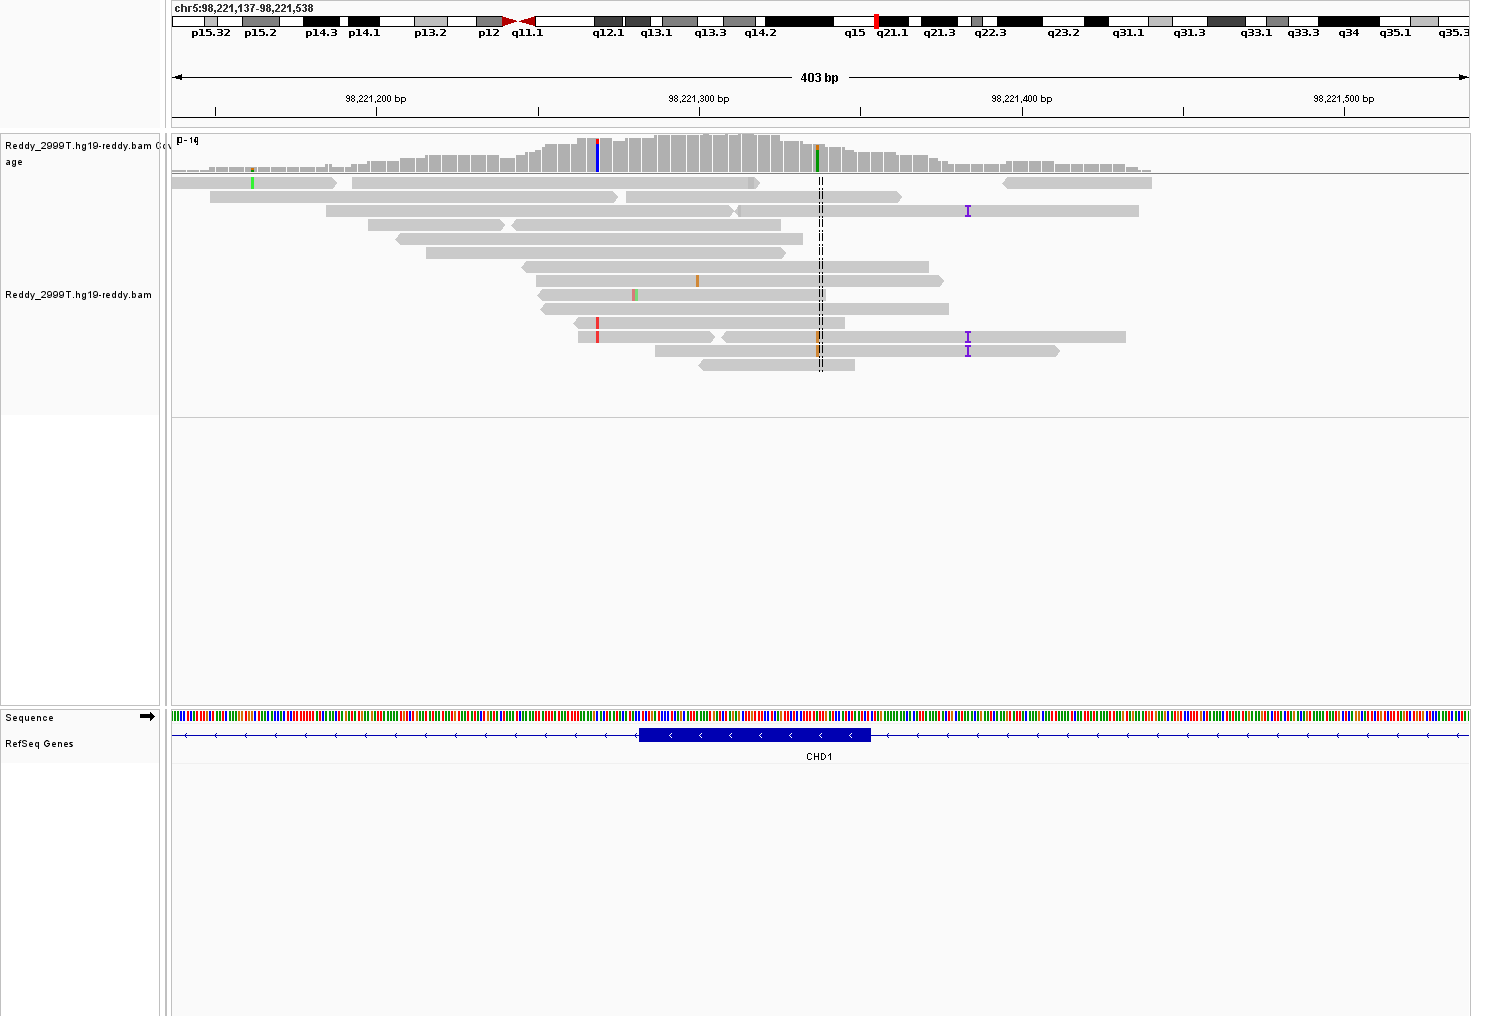 chr5:98,221,137-98,221,538
p15.32 p15.2 p14.3 p14.1 p13.2 p12 q11.1 q12.1 q13.1 q13.3 q14.2 q15 q21.1 q21.3 q22.3 q23.2 q31.1 q31.3 q33.1 q33.3 q34 q35.1 q35.3
403 bp
98,221,200 bp 98,221,300 bp 98,221,400 bp 98,221,500 bp
Reddy_2999T.hg19-reddy.bam Cov
age
Reddy_2999T.hg19-reddy.bam
Sequence
RefSeq Genes
CHD1